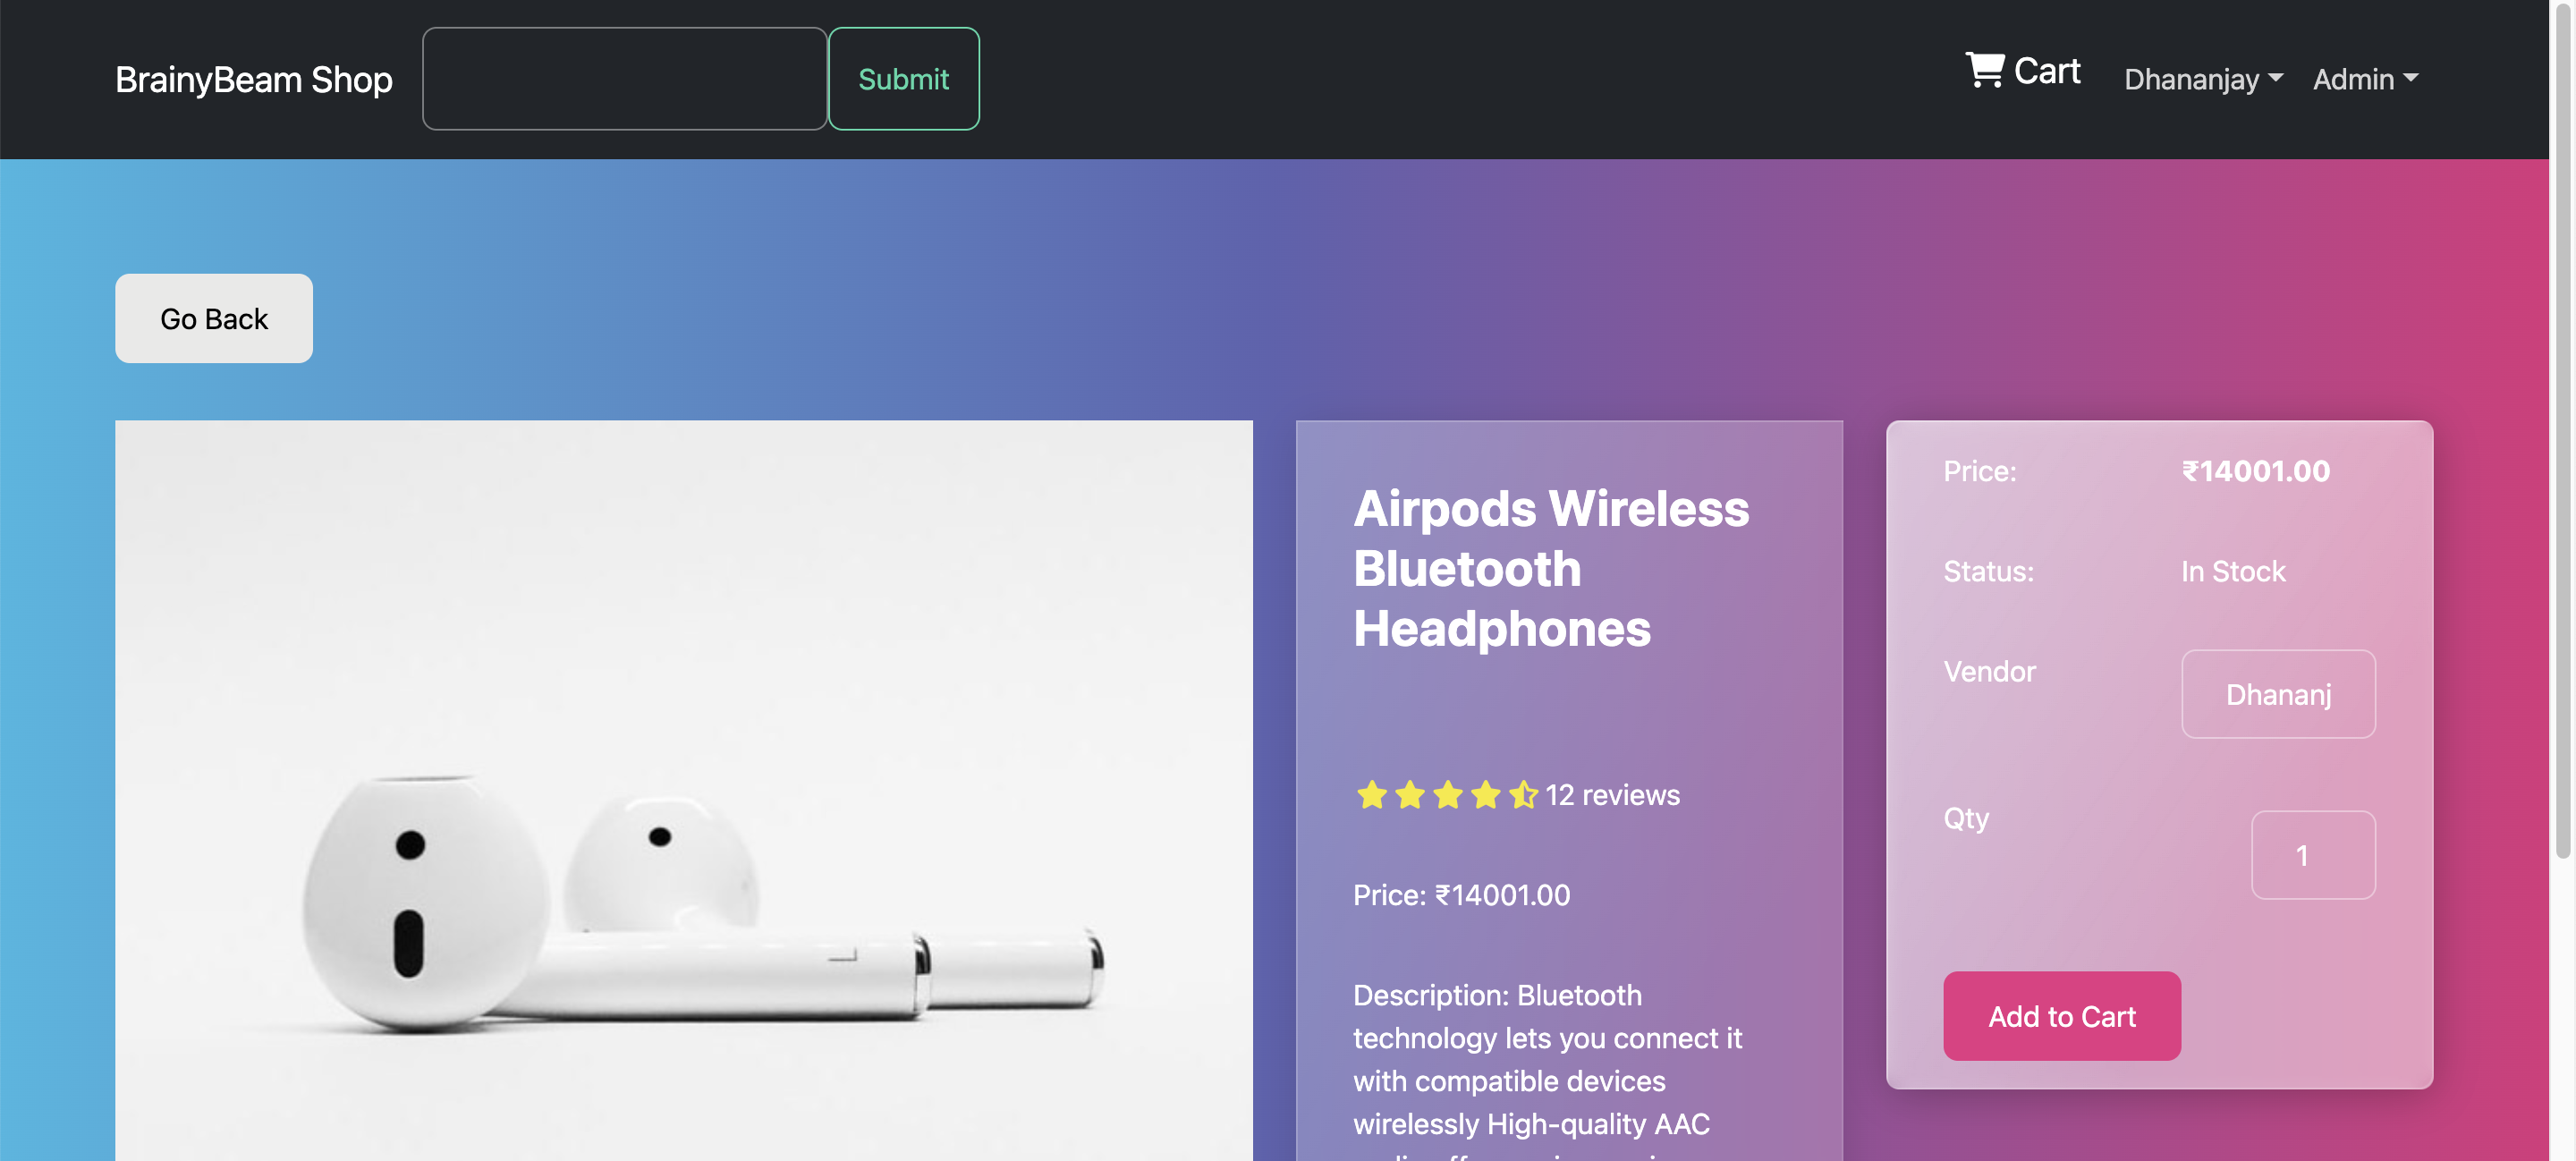 BrainyBeam Shop
Submit
Cart
Dhananjay
Admin
Go Back
Airpods Wireless
Bluetooth
Headphones
12 reviews
Price: ₹14001.00
Description: Bluetooth
technology lets you connect it
with compatible devices
wirelessly High-quality AAC
Price: ₹14001.00
Status: In Stock
Vendor Dhananj
Qty 1
Add to Cart